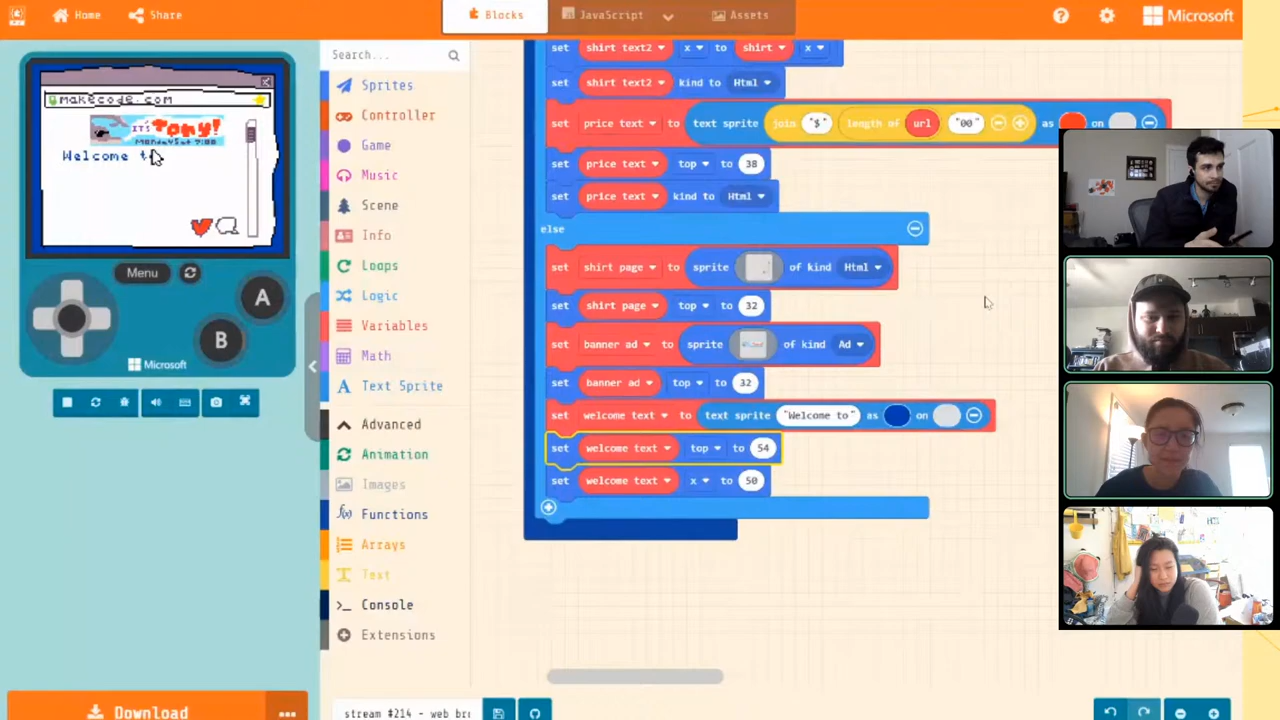 Home
Share
Blocks
JavaScript
Assets
Microsoft
makecode.com
IT'S Tony!
Welcome t
Menu
A
B
Microsoft
Download
Search...
Sprites
Controller
Game
Music
Scene
Info
Loops
Logic
Variables
Math
Text Sprite
Advanced
Animation
Images
Functions
Arrays
Text
Console
Extensions
set shirt text2 x to shirt x
set shirt text2 kind to Html
set price text to text sprite join "$" length of url "00" as on
set price text top to 38
set price text kind to Html
else
set shirt page to sprite of kind Html
set shirt page top to 32
set banner ad to sprite of kind Ad
set banner ad top to 32
set welcome text to text sprite "Welcome to" as on
set welcome text top to 54
set welcome text x to 50
stream #214 - web bro